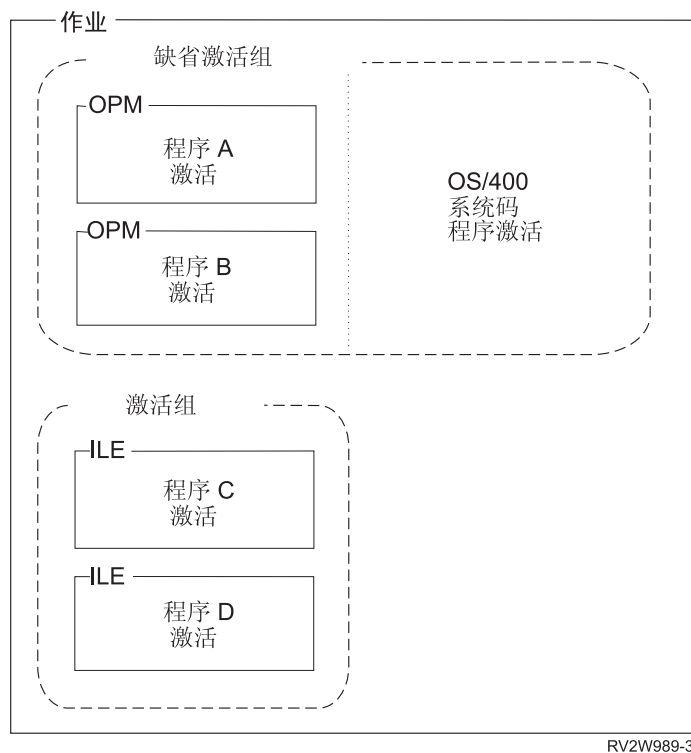 作业
缺省激活组
OPM
程序 A
激活
OPM
程序 B
激活
OS/400
系统码
程序激活
激活组
ILE
程序 C
激活
ILE
程序 D
激活
RV2W989-3